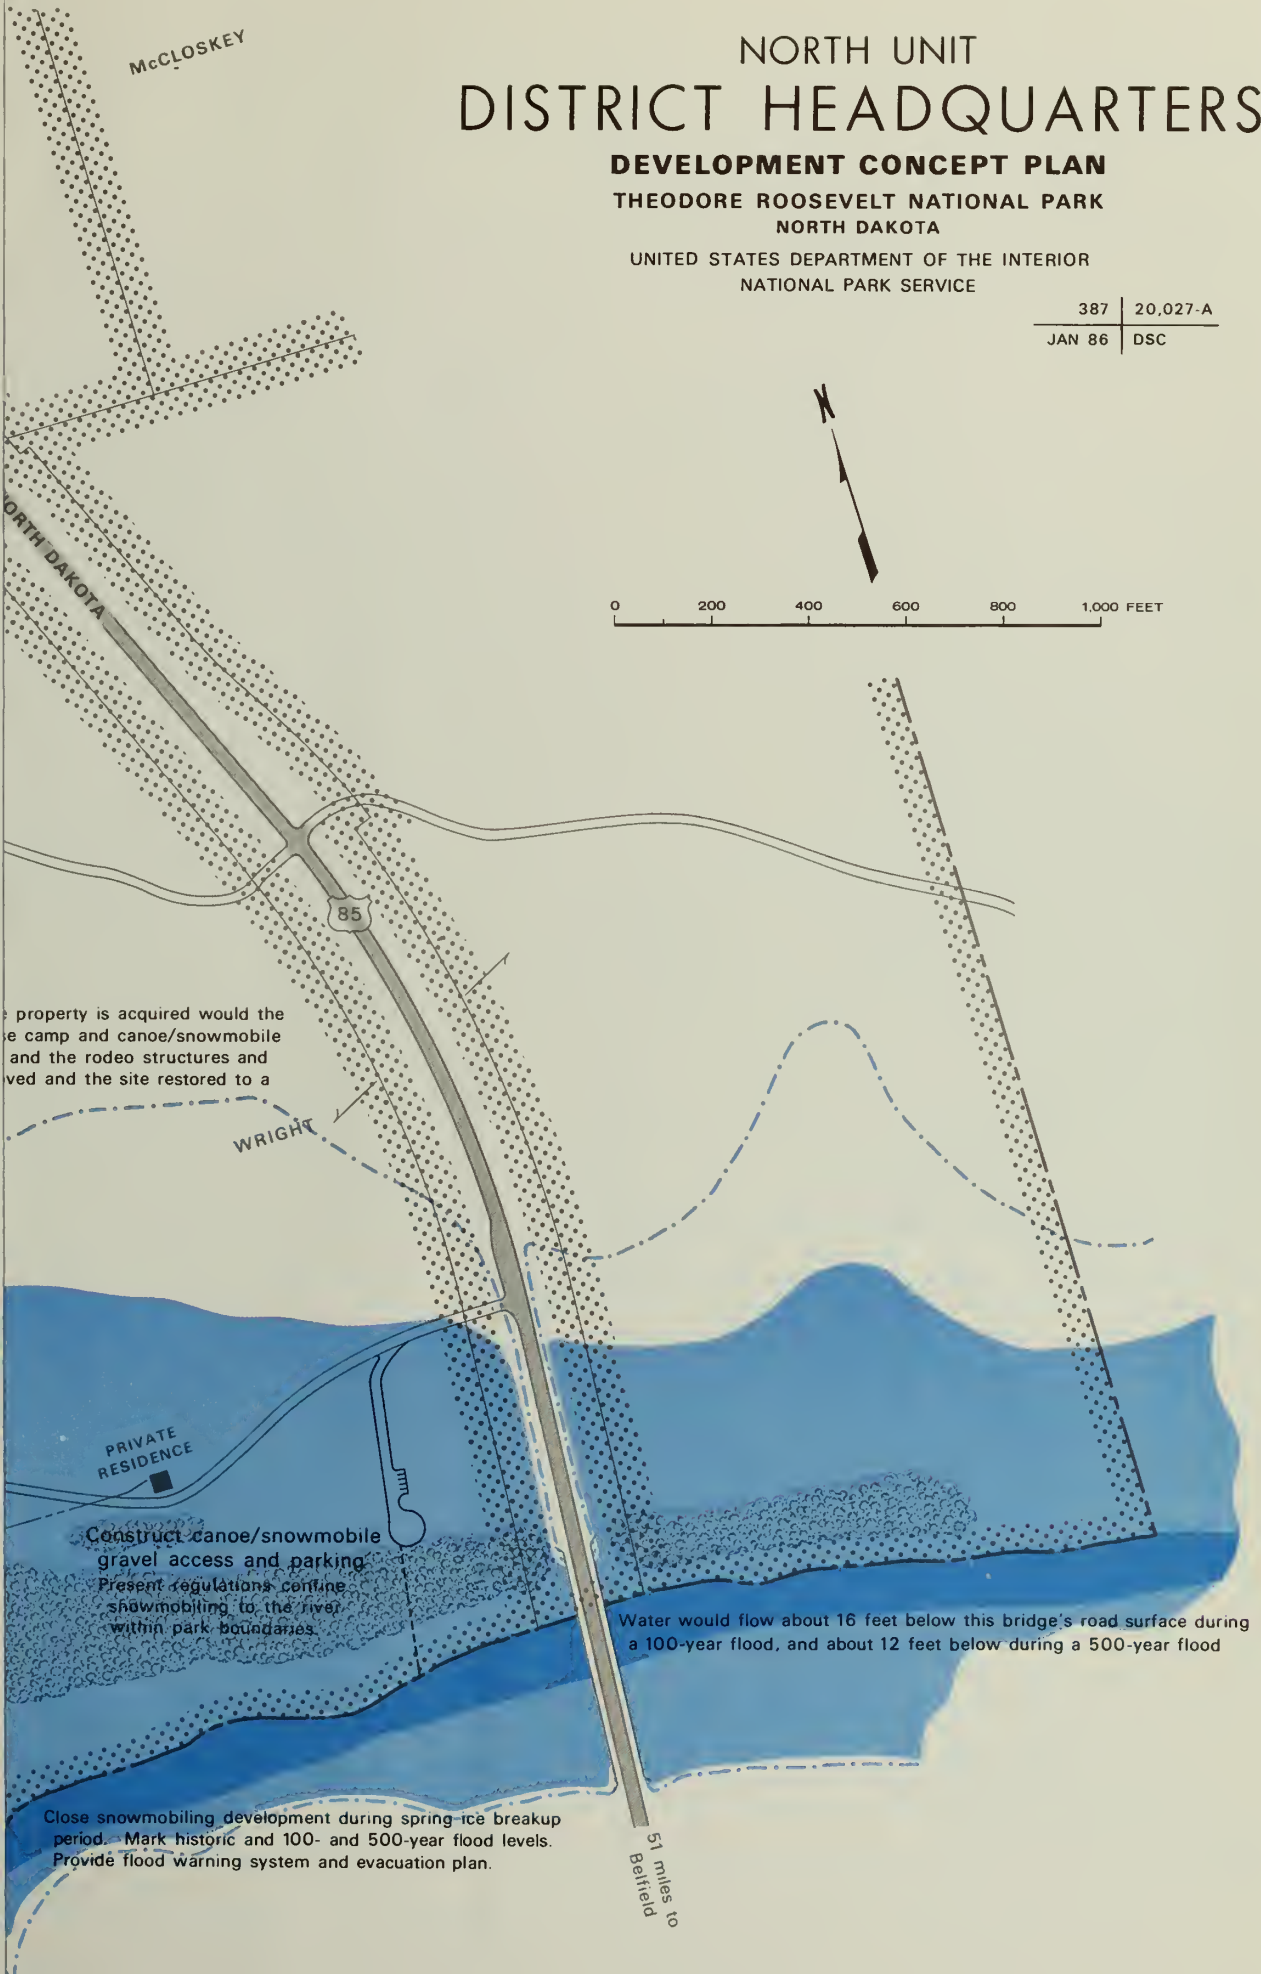 McCLOSKEY
NORTH UNIT
DISTRICT HEADQUARTERS
DEVELOPMENT CONCEPT PLAN
THEODORE ROOSEVELT NATIONAL PARK
NORTH DAKOTA
UNITED STATES DEPARTMENT OF THE INTERIOR
NATIONAL PARK SERVICE
387 20,027-A
JAN 86 DSC
N
0 200 400 600 800 1,000 FEET
ORTH DAKOTA
85
property is acquired would the
e camp and canoe/snowmobile
and the rodeo structures and
ved and the site restored to a
WRIGHT
PRIVATE
RESIDENCE
Construct canoe/snowmobile
gravel access and parking
Present regulations confine
snowmobiling to the river
within park boundaries.
Water would flow about 16 feet below this bridge's road surface during
a 100-year flood, and about 12 feet below during a 500-year flood
Close snowmobiling development during spring ice breakup
period. Mark historic and 100- and 500-year flood levels.
Provide flood warning system and evacuation plan.
51 miles to
Belfield